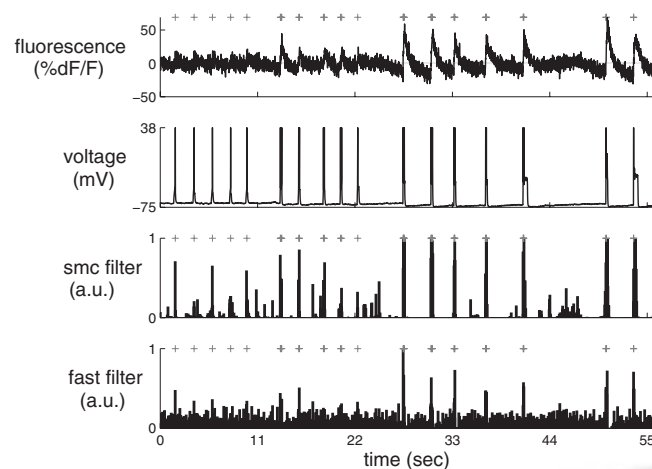 fluorescence
(%dF/F)
50
0
−50
voltage
(mV)
38
−75
smc filter
(a.u.)
1
0
fast filter
(a.u.)
1
0
0 11 22 33 44 55
time (sec)